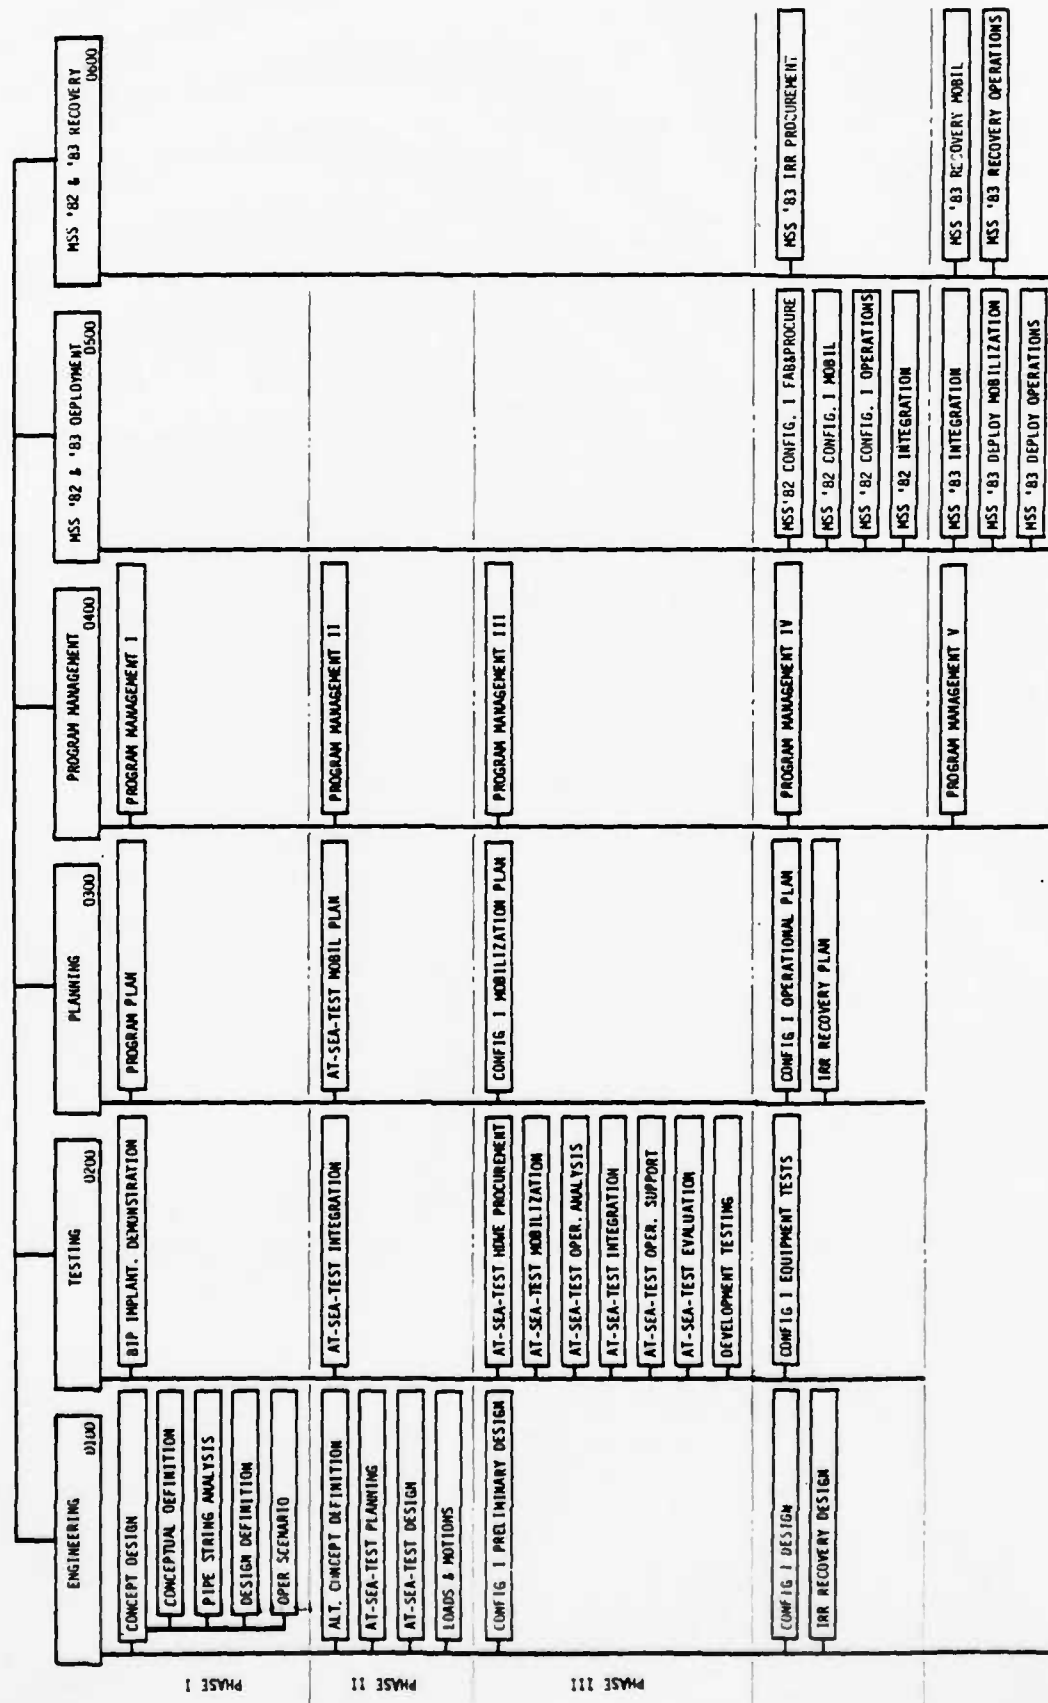 ENGINEERING
0100
CONCEPT DESIGN
CONCEPTUAL DEFINITION
PIPE STRING ANALYSIS
DESIGN DEFINITION
OPER SCENARIO
ALT. CONCEPT DEFINITION
AT-SEA-TEST PLANNING
AT-SEA-TEST DESIGN
LOADS & MOTIONS
CONFIG 1 PRELIMINARY DESIGN
CONFIG 1 DESIGN
IRR RECOVERY DESIGN
TESTING
0200
BIP IMPLANT. DEMONSTRATION
AT-SEA-TEST INTEGRATION
AT-SEA-TEST HDWE PROCUREMENT
AT-SEA-TEST MOBILIZATION
AT-SEA-TEST OPER. ANALYSIS
AT-SEA-TEST INTEGRATION
AT-SEA-TEST OPER. SUPPORT
AT-SEA-TEST EVALUATION
DEVELOPMENT TESTING
CONFIG 1 EQUIPMENT TESTS
PLANNING
0300
PROGRAM PLAN
AT-SEA-TEST MOBIL PLAN
CONFIG 1 MOBILIZATION PLAN
CONFIG 1 OPERATIONAL PLAN
IRR RECOVERY PLAN
PROGRAM MANAGEMENT
0400
PROGRAM MANAGEMENT I
PROGRAM MANAGEMENT II
PROGRAM MANAGEMENT III
PROGRAM MANAGEMENT IV
PROGRAM MANAGEMENT V
MSS '82 & '83 DEPLOYMENT
0500
MSS'82 CONFIG. 1 FAB&PROCURE
MSS '82 CONFIG. 1 MOBIL
MSS '82 CONFIG. 1 OPERATIONS
MSS '82 INTEGRATION
MSS '83 INTEGRATION
MSS '83 DEPLOY MOBILIZATION
MSS '83 DEPLOY OPERATIONS
MSS '82 & '83 RECOVERY
0600
MSS '83 IRR PROCUREMENT
MSS '83 RECOVERY MOBIL
MSS '83 RECOVERY OPERATIONS
PHASE I
PHASE II
PHASE III